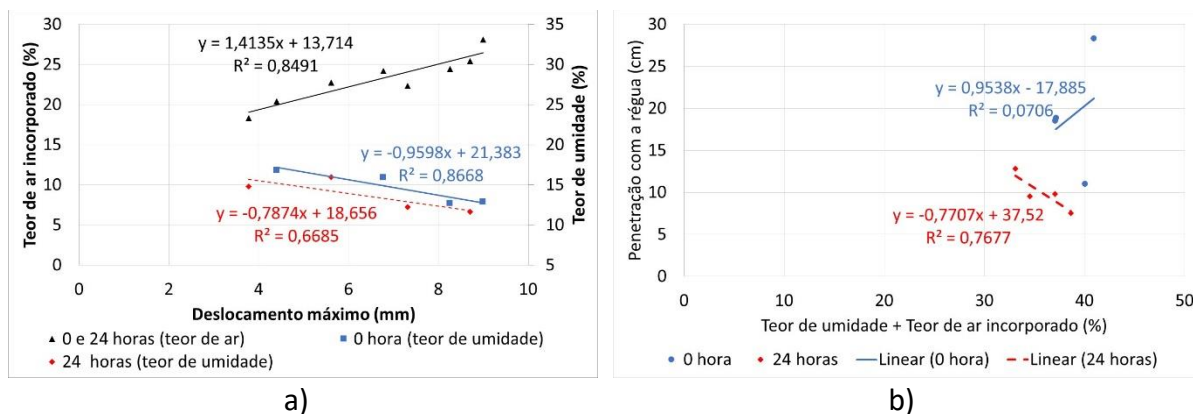 Teor de ar incorporado (%)
30
25
20
15
10
5
0
y = 1,4135x + 13,714
R² = 0,8491
y = -0,9598x + 21,383
R² = 0,8668
y = -0,7874x + 18,656
R² = 0,6685
35
30
25
20
15
10
5
Teor de umidade (%)
0 2 4 6 8 10
Deslocamento máximo (mm)
0 e 24 horas (teor de ar) 0 hora (teor de umidade)
24 horas (teor de umidade)
a)
Penetração com a régua (cm)
30
25
20
15
10
5
0
y = 0,9538x - 17,885
R² = 0,0706
y = -0,7707x + 37,52
R² = 0,7677
0 10 20 30 40 50
Teor de umidade + Teor de ar incorporado (%)
0 hora 24 horas Linear (0 hora) Linear (24 horas)
b)